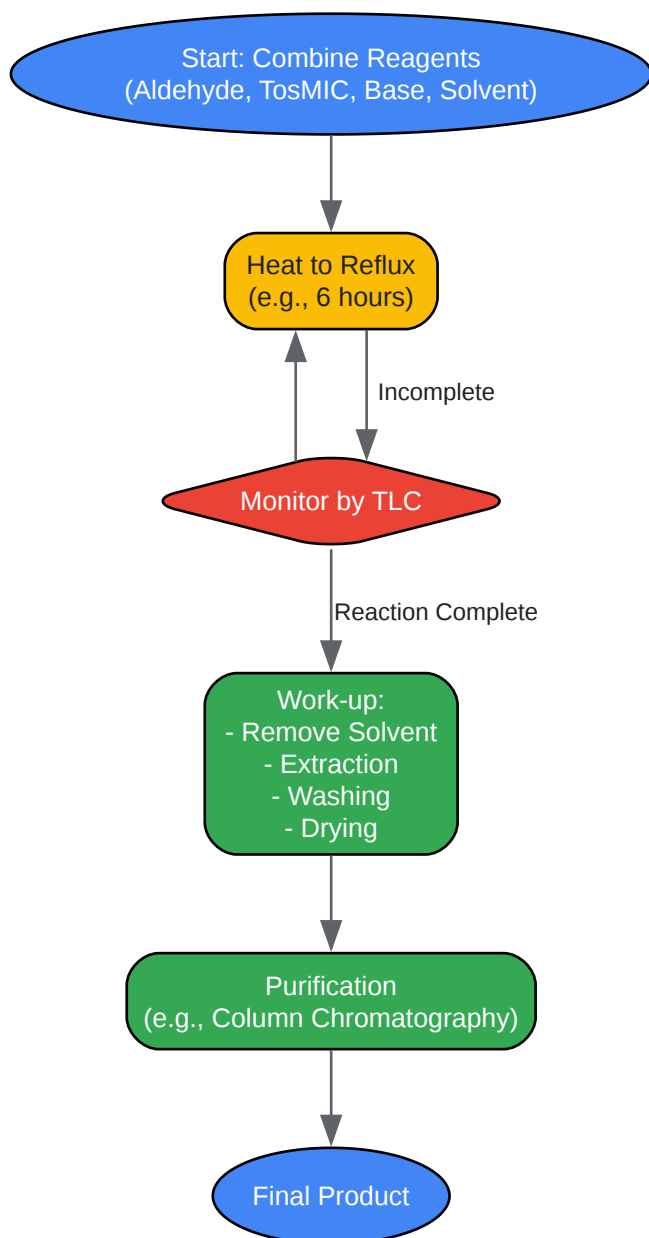 Start: Combine Reagents
(Aldehyde, TosMIC, Base, Solvent)
Heat to Reflux
(e.g., 6 hours)
Incomplete
Monitor by TLC
Reaction Complete
Work-up:
- Remove Solvent
- Extraction
- Washing
- Drying
Purification
(e.g., Column Chromatography)
Final Product